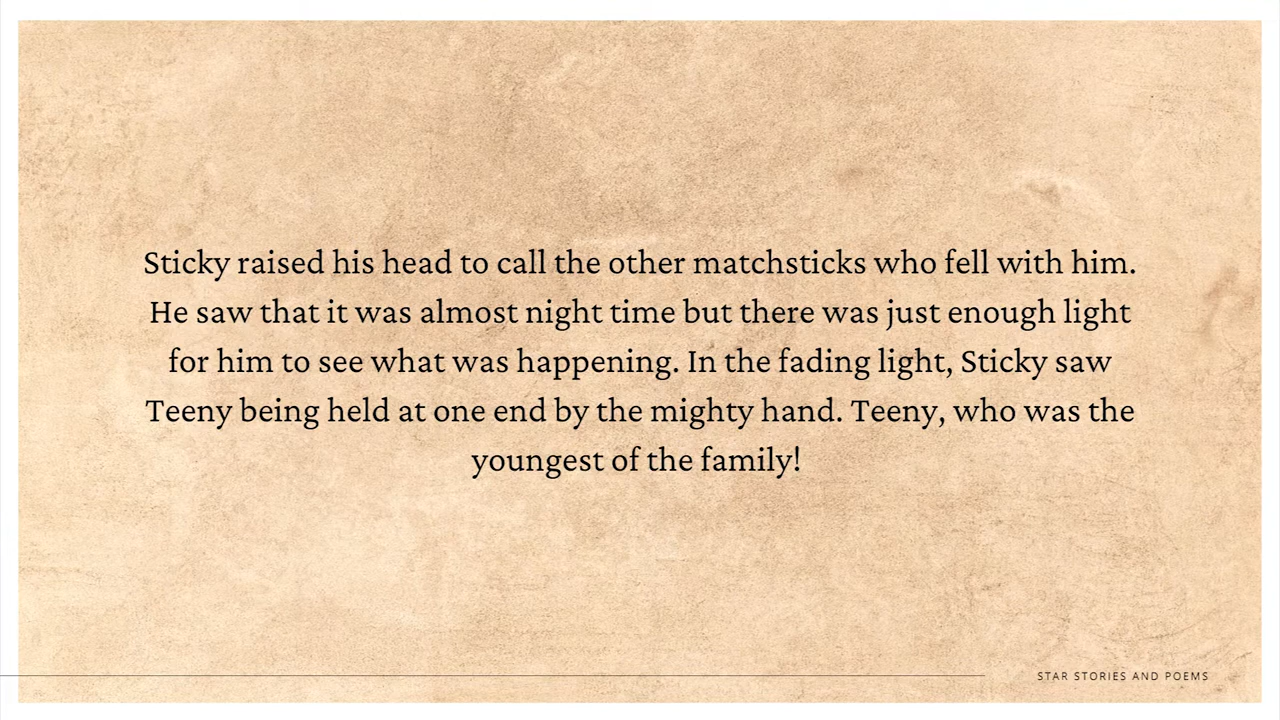 Sticky raised his head to call the other matchsticks who fell with him.
He saw that it was almost night time but there was just enough light
for him to see what was happening. In the fading light, Sticky saw
Teeny being held at one end by the mighty hand. Teeny, who was the
youngest of the family!
STAR STORIES AND POEMS